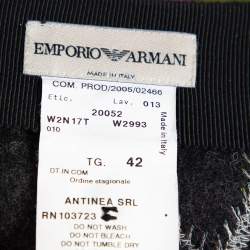 EMPORIO ARMANI
MADE IN ITALY
COM. PROD/2005/02466
Etic. Lav. 013
20052
W2N17T W2993
010
Made in Italy
TG. 42
DT.IN COM
Ordine stagionale
ANTINEA SRL
RN103723
DO NOT WASH
DO NOT BLEACH
DO NOT TUMBLE DRY